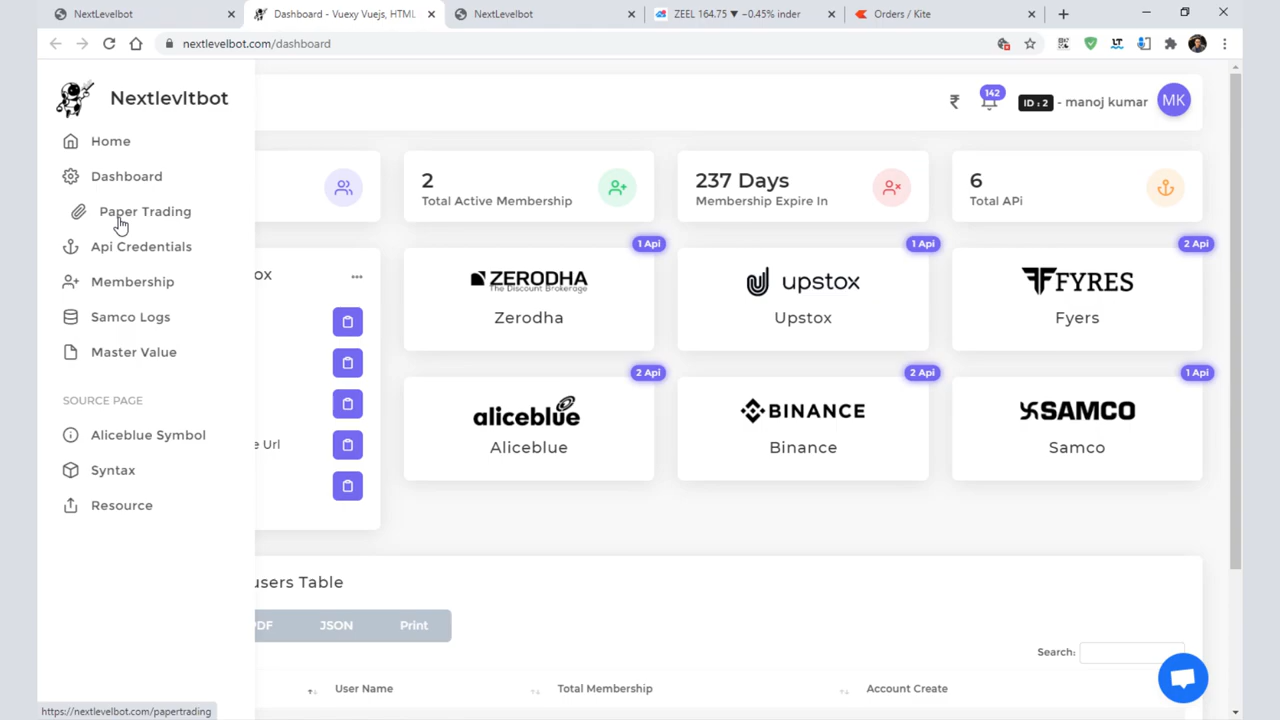 NextLevelbot
Dashboard - Vuexy Vuejs, HTML
NextLevelbot
ZEEL 164.75 ▼ −0.45% inder
Orders / Kite
nextlevelbot.com/dashboard
Nextlevltbot
Home
Dashboard
Paper Trading
Api Credentials
Membership
Samco Logs
Master Value
SOURCE PAGE
Aliceblue Symbol
Syntax
Resource
142
ID : 2 - manoj kumar MK
2
Total Active Membership
237 Days
Membership Expire In
6
Total APi
ox
e Url
1 Api
ZERODHA
The Discount Brokerage
Zerodha
1 Api
upstox
Upstox
2 Api
FYRES
Fyers
2 Api
aliceblue
Aliceblue
2 Api
BINANCE
Binance
1 Api
SAMCO
Samco
users Table
PDF JSON Print
Search:
User Name Total Membership Account Create
https://nextlevelbot.com/papertrading